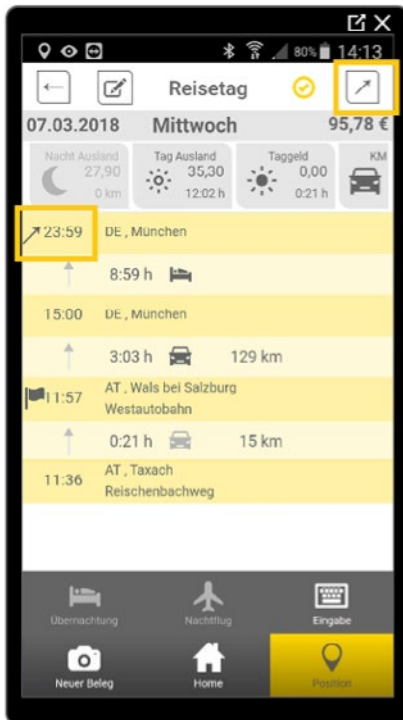 80% 14:13
Reisetag
07.03.2018 Mittwoch 95,78 €
Nacht Ausland Tag Ausland Taggeld KM
27,90 35,30 0,00
0 km 12:02 h 0:21 h
23:59 DE , München
8:59 h
15:00 DE , München
3:03 h 129 km
11:57 AT , Wals bei Salzburg
Westautobahn
0:21 h 15 km
11:36 AT , Taxach
Reischenbachweg
Übernachtung Nachtflug Eingabe
Neuer Beleg Home Position